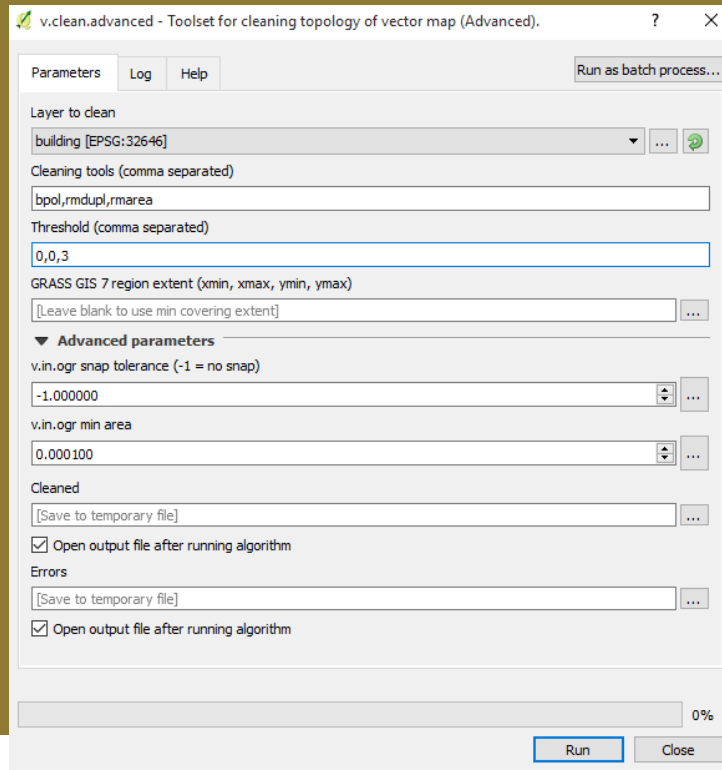 v.clean.advanced - Toolset for cleaning topology of vector map (Advanced). ?
Parameters Log Help Run as batch process...
Layer to clean
building [EPSG:32646] ...
Cleaning tools (comma separated)
bpol,rmdupl,rmarea
Threshold (comma separated)
0,0,3
GRASS GIS 7 region extent (xmin, xmax, ymin, ymax)
[Leave blank to use min covering extent] ...
Advanced parameters
v.in.ogr snap tolerance (-1 = no snap)
-1.000000 ...
v.in.ogr min area
0.000100 ...
Cleaned
[Save to temporary file] ...
Open output file after running algorithm
Errors
[Save to temporary file] ...
Open output file after running algorithm
0%
Run Close